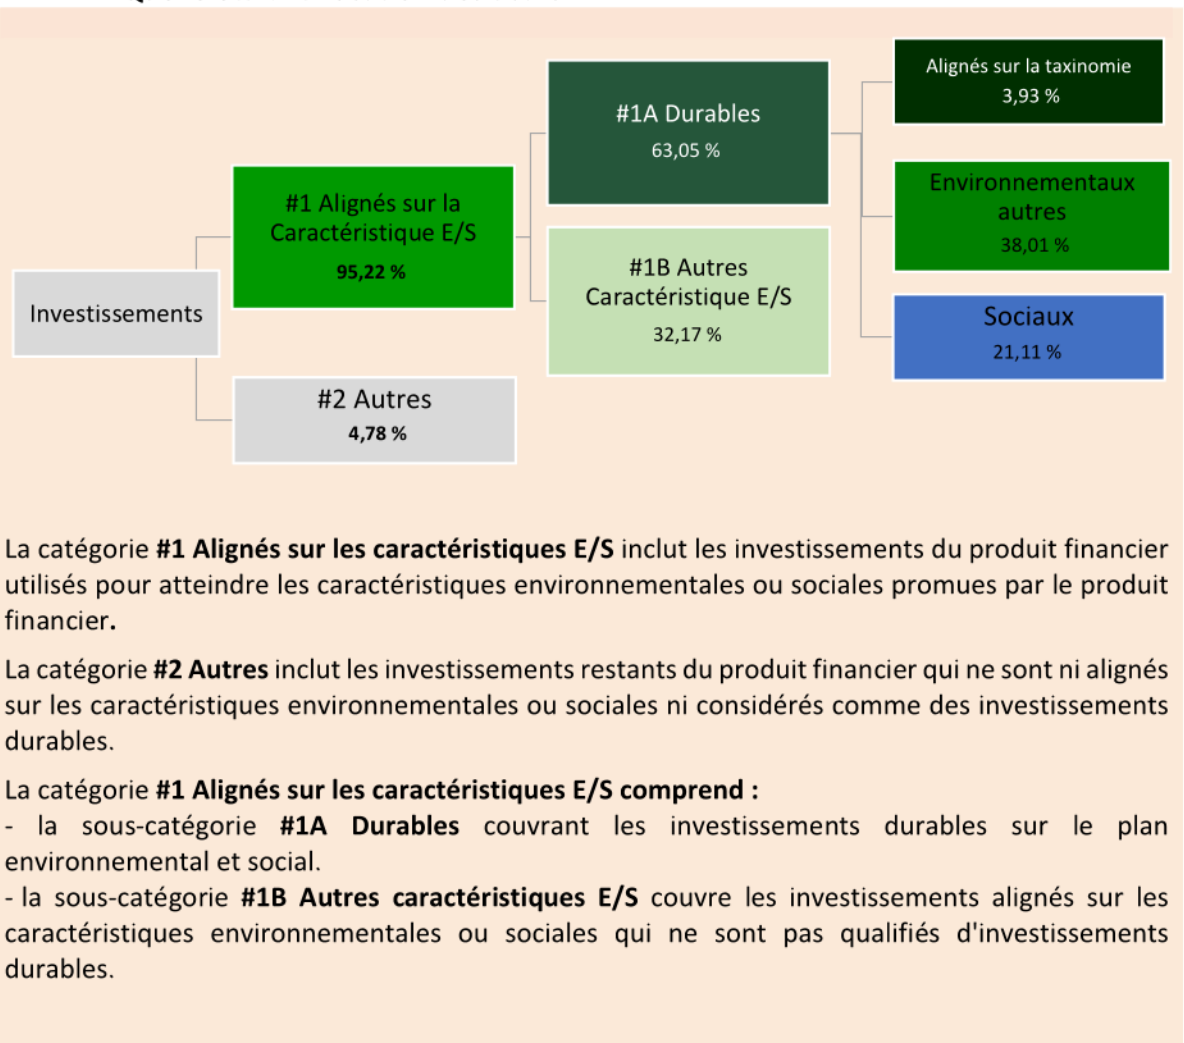 Alignés sur la taxinomie
3,93 %
#1A Durables
63,05 %
Environnementaux
autres
38,01 %
#1 Alignés sur la
Caractéristique E/S
95,22 %
#1B Autres
Caractéristique E/S
32,17 %
Investissements
Sociaux
21,11 %
#2 Autres
4,78 %
La catégorie #1 Alignés sur les caractéristiques E/S inclut les investissements du produit financier
utilisés pour atteindre les caractéristiques environnementales ou sociales promues par le produit
financier.
La catégorie #2 Autres inclut les investissements restants du produit financier qui ne sont ni alignés
sur les caractéristiques environnementales ou sociales ni considérés comme des investissements
durables.
La catégorie #1 Alignés sur les caractéristiques E/S comprend :
- la sous-catégorie #1A Durables couvrant les investissements durables sur le plan
environnemental et social.
- la sous-catégorie #1B Autres caractéristiques E/S couvre les investissements alignés sur les
caractéristiques environnementales ou sociales qui ne sont pas qualifiés d'investissements
durables.